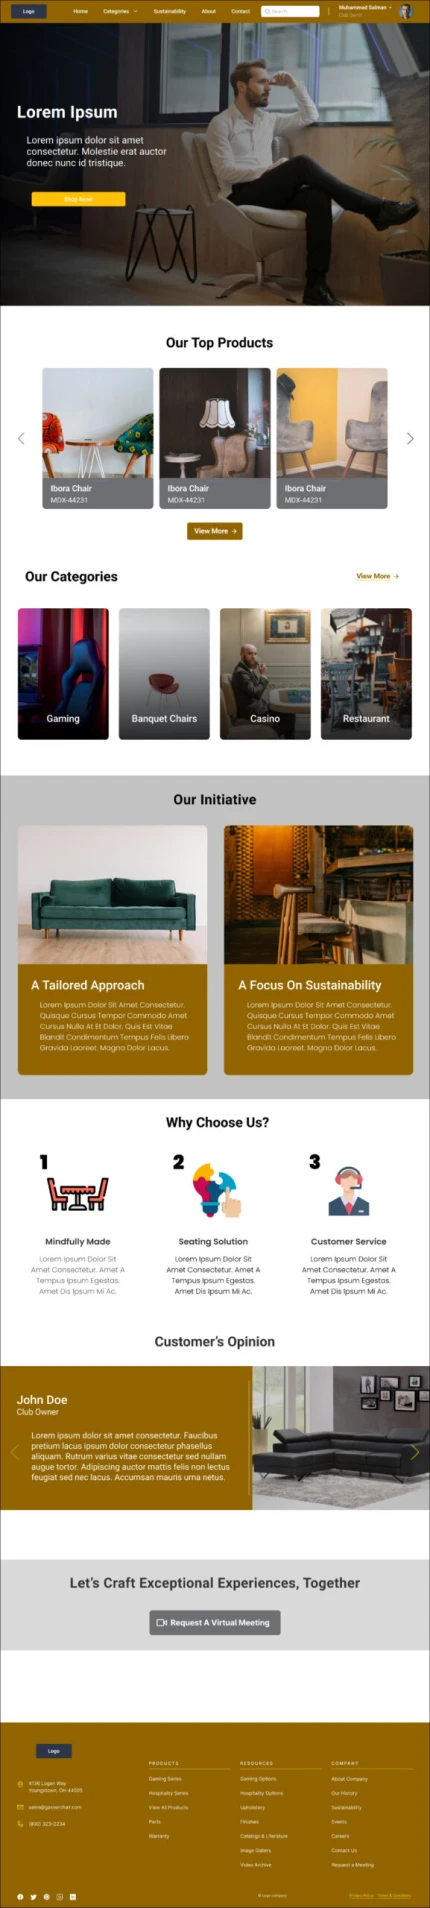 Logo
Home
Categories
Sustainability
About
Contact
Search
Muhammad Salman
Club Owner
Lorem Ipsum
Lorem ipsum dolor sit amet
consectetur. Molestie erat auctor
donec nunc id tristique.
Shop Now!
Our Top Products
Ibora Chair
MDX-44231
Ibora Chair
MDX-44231
Ibora Chair
MDX-44231
View More →
Our Categories
View More →
Gaming
Banquet Chairs
Casino
Restaurant
Our Initiative
A Tailored Approach
Lorem Ipsum Dolor Sit Amet Consectetur.
Quisque Cursus Tempor Commodo Amet
Cursus Nulla At Et Dolor. Quis Est Vitae
Blandit Condimentum Tempus Felis Libero
Gravida Laoreet. Magna Dolor Lacus.
A Focus On Sustainability
Lorem Ipsum Dolor Sit Amet Consectetur.
Quisque Cursus Tempor Commodo Amet
Cursus Nulla At Et Dolor. Quis Est Vitae
Blandit Condimentum Tempus Felis Libero
Gravida Laoreet. Magna Dolor Lacus.
Why Choose Us?
1
Mindfully Made
Lorem Ipsum Dolor Sit
Amet Consectetur. Amet A
Tempus Ipsum Egestas.
Amet Dis Ipsum Mi Ac.
2
Seating Solution
Lorem Ipsum Dolor Sit
Amet Consectetur. Amet A
Tempus Ipsum Egestas.
Amet Dis Ipsum Mi Ac.
3
Customer Service
Lorem Ipsum Dolor Sit
Amet Consectetur. Amet A
Tempus Ipsum Egestas.
Amet Dis Ipsum Mi Ac.
Customer's Opinion
John Doe
Club Owner
Lorem ipsum dolor sit amet consectetur. Faucibus
pretium lacus ipsum dolor consectetur phasellus
aliquam. Rutrum varius vitae consectetur sed nullam
augue tortor. Adipiscing auctor mattis felis non lectus
feugiat sed nec lacus. Accumsan mauris urna netus.
Let's Craft Exceptional Experiences, Together
Request A Virtual Meeting
Logo
4126 Logan Way
Youngstown, OH 44505
sales@gasserchair.com
(800) 323-2234
PRODUCTS
Gaming Series
Hospitality Series
View All Products
Parts
Warranty
RESOURCES
Gaming Options
Hospitality Options
Upholstery
Finishes
Catalogs & Literature
Image Gallery
Video Archive
COMPANY
About Company
Our History
Sustainability
Events
Careers
Contact Us
Request a Meeting
© Logo company
Privacy Policy
Terms & Conditions